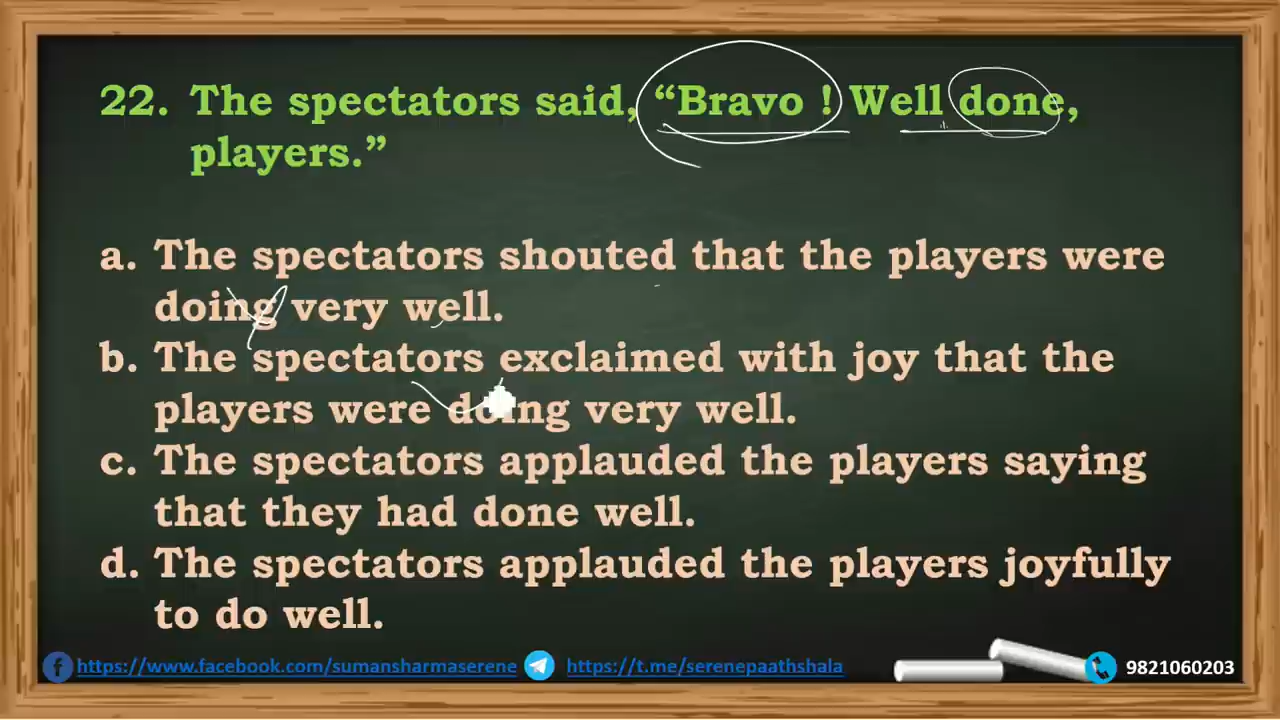 22. The spectators said, “Bravo ! Well done,
players.”
a. The spectators shouted that the players were
doing very well.
b. The spectators exclaimed with joy that the
players were doing very well.
c. The spectators applauded the players saying
that they had done well.
d. The spectators applauded the players joyfully
to do well.
https://www.facebook.com/sumansharmaserene https://t.me/serenepaathshala 9821060203